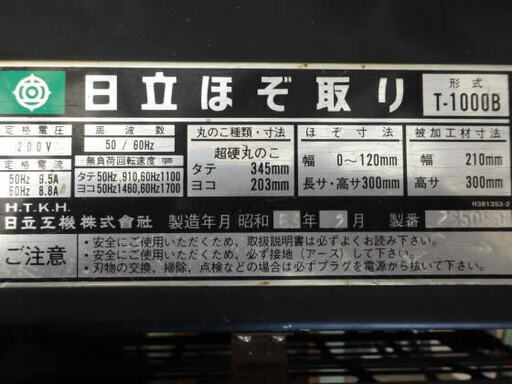 日立ほぞ取り
形式
T-1000B
定格電圧
200V
定格電流
50Hz 9.5A
60Hz 8.8A
周波数
50/60Hz
無負荷回転速度 rpm
タテ50Hz,910,60Hz1100
ヨコ50Hz1460,60Hz1700
丸のこ種類・寸法
超硬丸のこ
タテ 345mm
ヨコ 203mm
ほぞ寸法
幅 0〜120mm
長サ・高サ300mm
被加工材寸法
幅 210mm
高サ 300mm
H381353-2
H.T.K.H.
日立工機株式会社 製造年月 昭和 年 月 製番
ご注意
・安全にご使用いただくため、取扱説明書は必ずよくお読み下さい。
・安全にご使用いただくため、必ず接地(アース)して下さい。
・刃物の交換、掃除、点検などの場合は必ずプラグを電源から抜いて下さい。